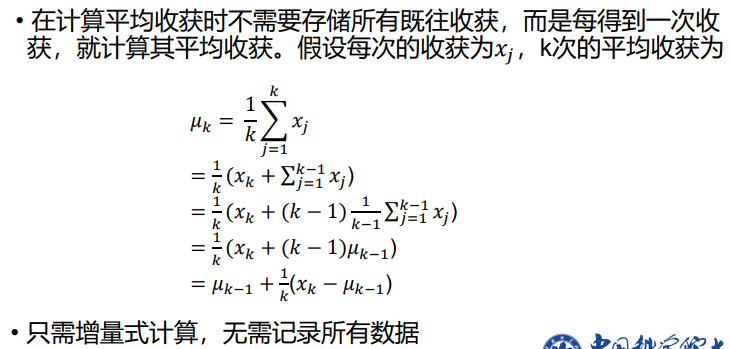 • 在计算平均收获时不需要存储所有既往收获，而是每得到一次收
获，就计算其平均收获。假设每次的收获为$x_j$，k次的平均收获为
$\mu_k = \frac{1}{k}\sum_{j=1}^{k} x_j$
$= \frac{1}{k}(x_k + \sum_{j=1}^{k-1} x_j)$
$= \frac{1}{k}(x_k + (k-1)\frac{1}{k-1}\sum_{j=1}^{k-1} x_j)$
$= \frac{1}{k}(x_k + (k-1)\mu_{k-1})$
$= \mu_{k-1} + \frac{1}{k}(x_k - \mu_{k-1})$
• 只需增量式计算，无需记录所有数据